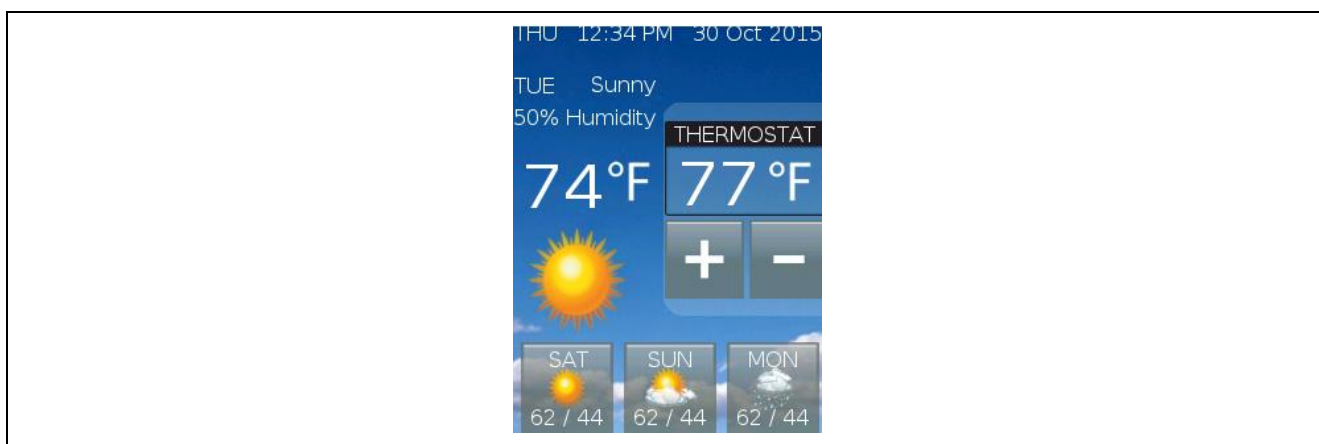 THU 12:34 PM 30 Oct 2015
TUE Sunny
50% Humidity
THERMOSTAT
74°F
77 °F
+ -
SAT SUN MON
62 / 44 62 / 44 62 / 44